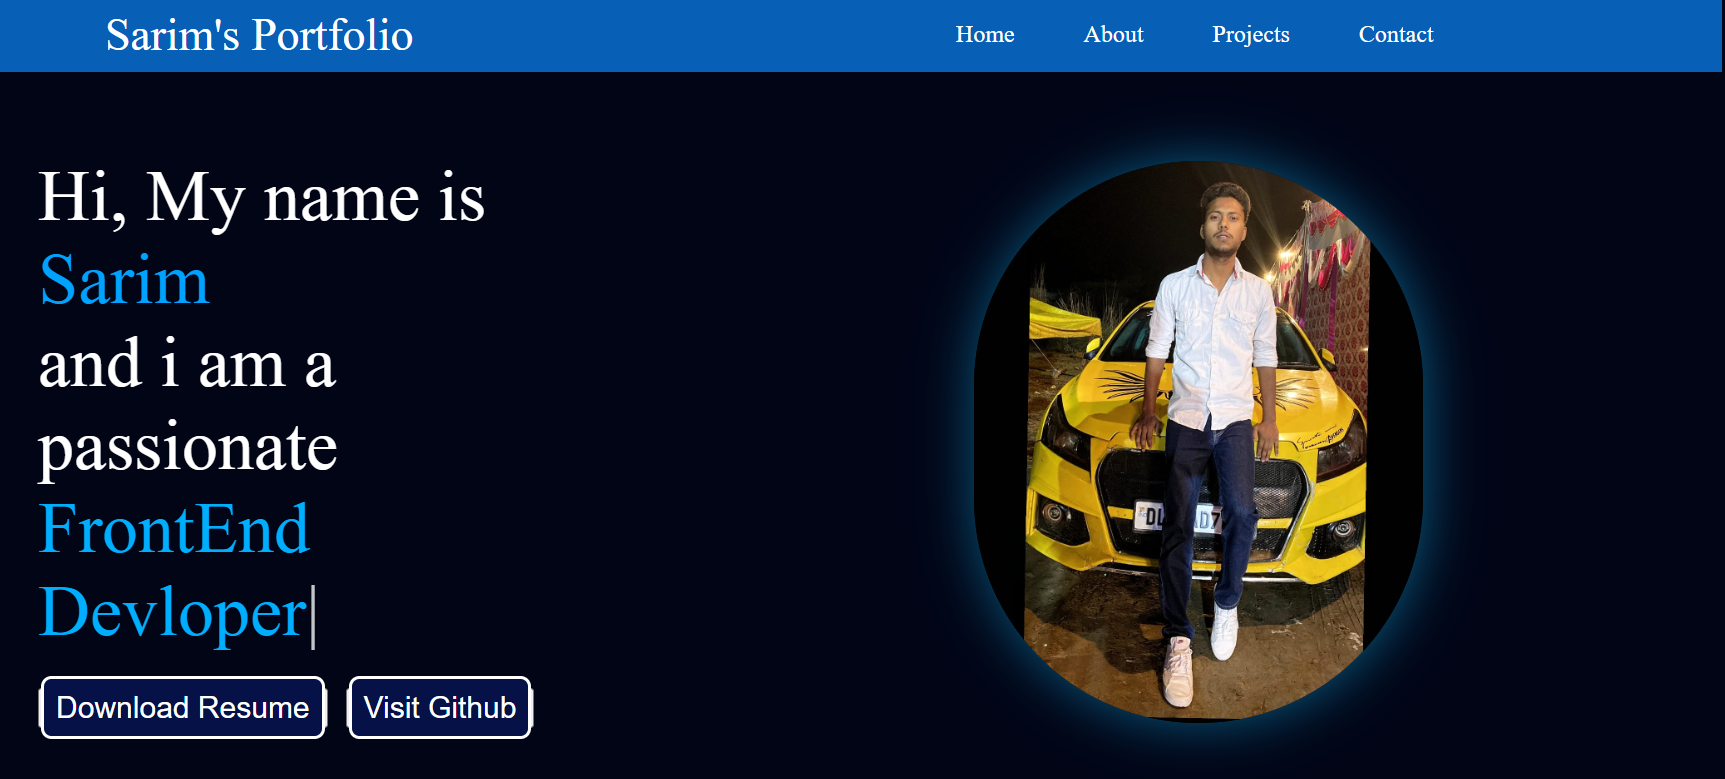 Sarim's Portfolio
Home About Projects Contact
Hi, My name is
Sarim
and i am a
passionate
FrontEnd
Devloper
Download Resume Visit Github